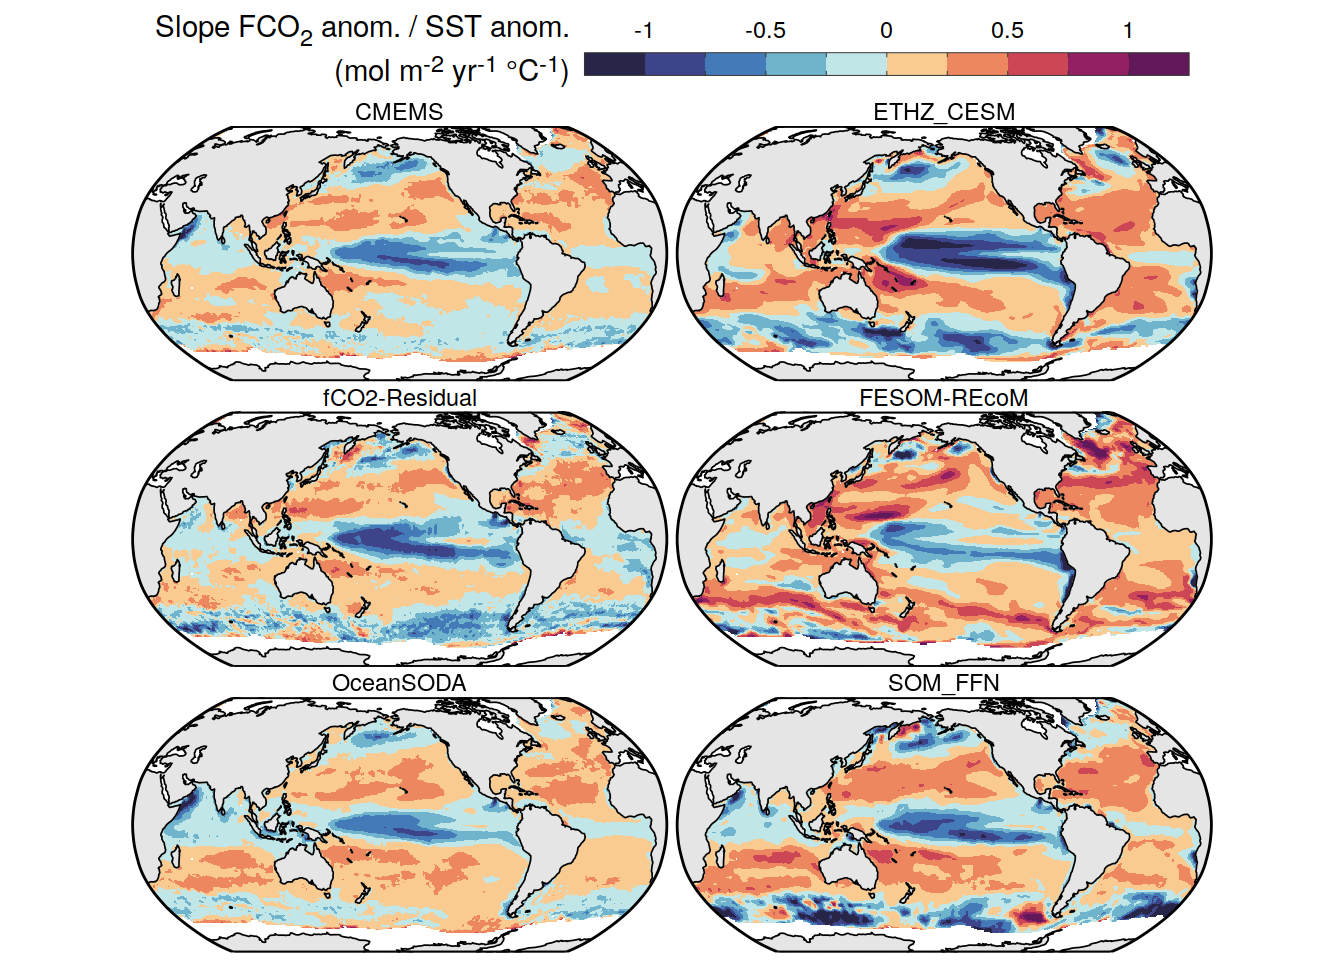 Slope FCO₂ anom. / SST anom.
(mol m⁻² yr⁻¹ °C⁻¹)
-1 -0.5 0 0.5 1
CMEMS ETHZ_CESM
fCO2-Residual FESOM-REcoM
OceanSODA SOM_FFN